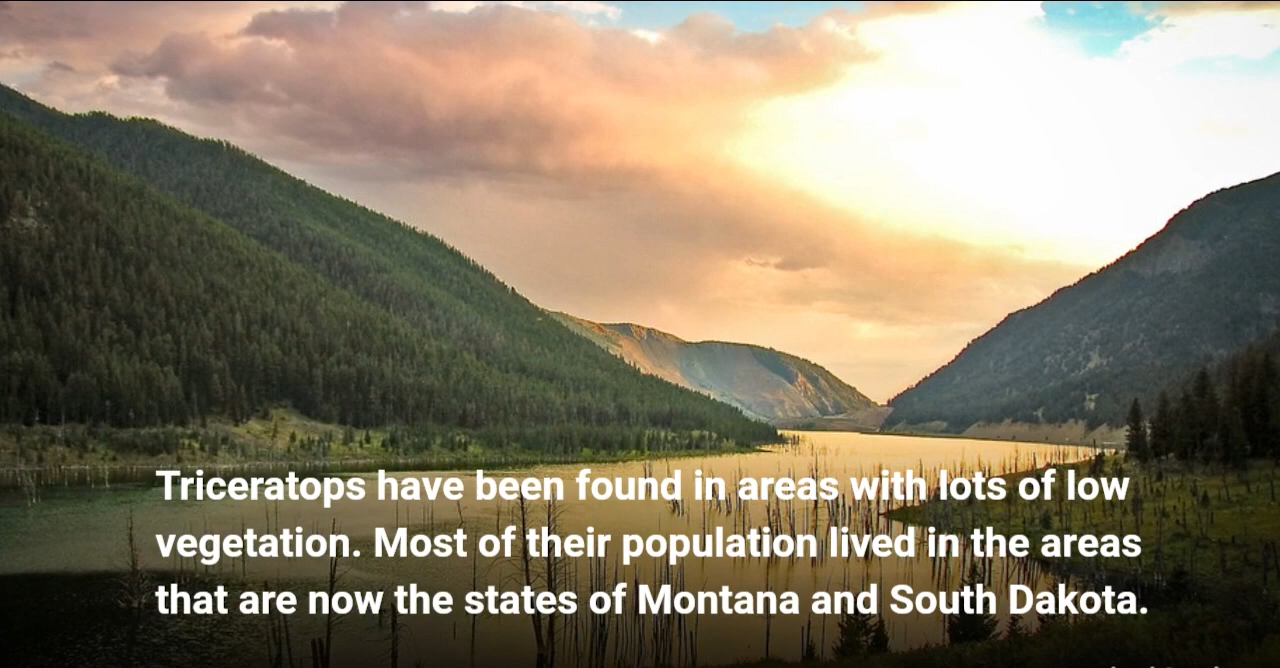 Triceratops have been found in areas with lots of low
vegetation. Most of their population lived in the areas
that are now the states of Montana and South Dakota.